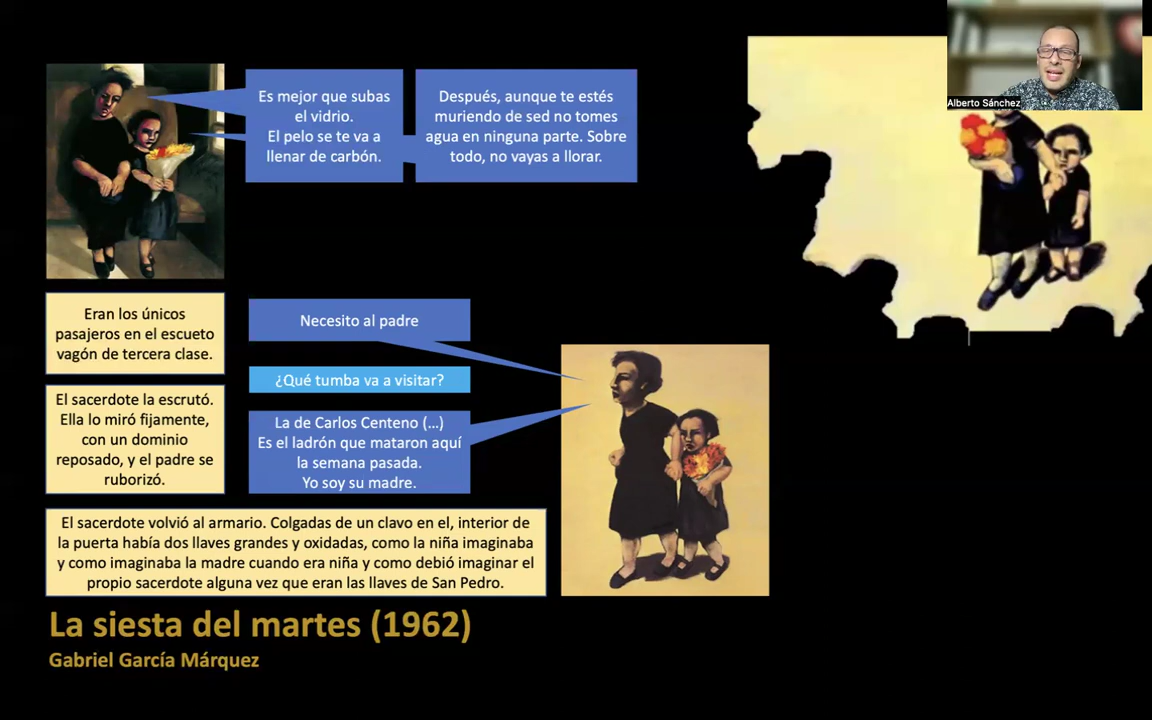 Alberto Sánchez
Es mejor que subas
el vidrio.
El pelo se te va a
llenar de carbón.
Después, aunque te estés
muriendo de sed no tomes
agua en ninguna parte. Sobre
todo, no vayas a llorar.
Eran los únicos
pasajeros en el escueto
vagón de tercera clase.
Necesito al padre
¿Qué tumba va a visitar?
El sacerdote la escrutó.
Ella lo miró fijamente,
con un dominio
reposado, y el padre se
ruborizó.
La de Carlos Centeno (...)
Es el ladrón que mataron aquí
la semana pasada.
Yo soy su madre.
El sacerdote volvió al armario. Colgadas de un clavo en el, interior de
la puerta había dos llaves grandes y oxidadas, como la niña imaginaba
y como imaginaba la madre cuando era niña y como debió imaginar el
propio sacerdote alguna vez que eran las llaves de San Pedro.
La siesta del martes (1962)
Gabriel García Márquez